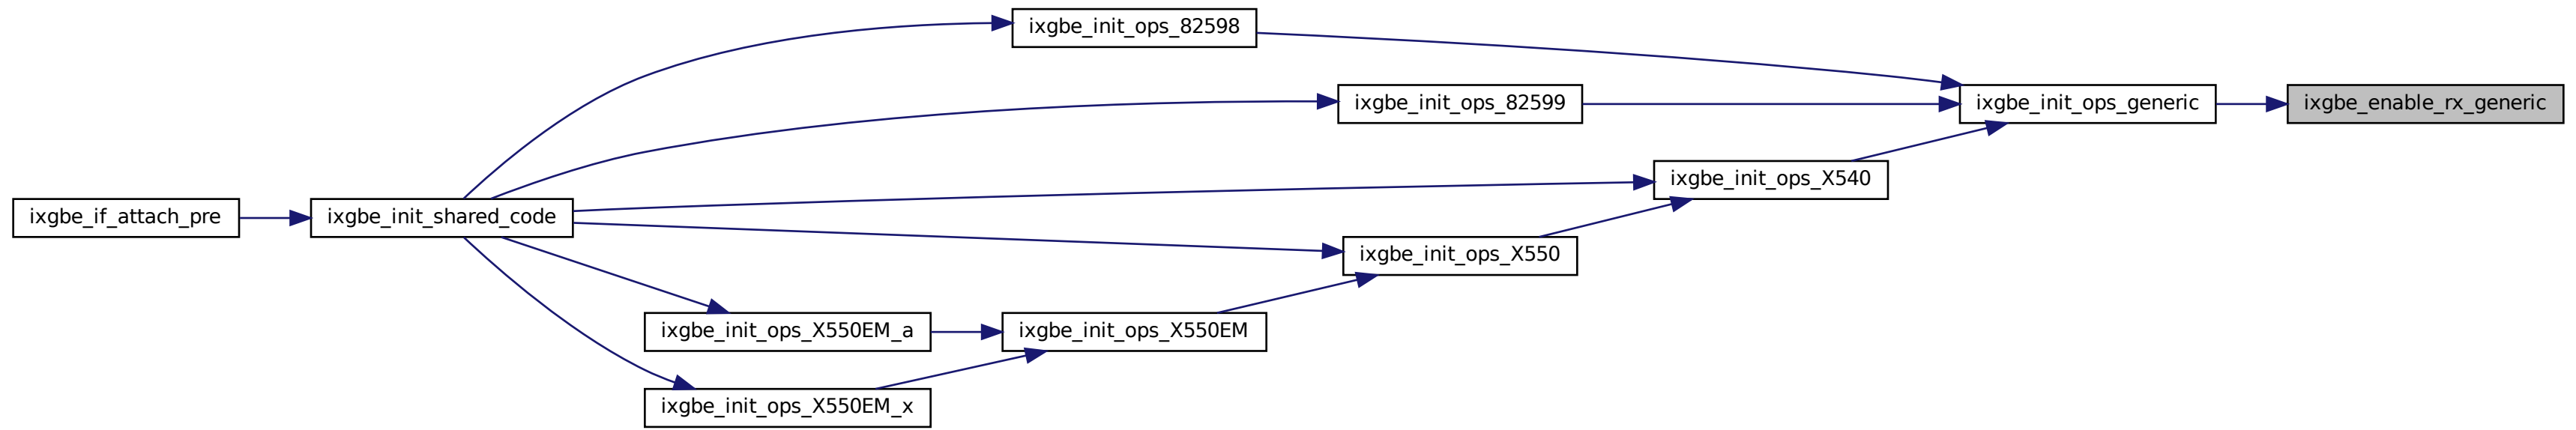 ixgbe_init_ops_82598
ixgbe_init_ops_82599
ixgbe_init_ops_generic
ixgbe_enable_rx_generic
ixgbe_init_ops_X540
ixgbe_if_attach_pre
ixgbe_init_shared_code
ixgbe_init_ops_X550
ixgbe_init_ops_X550EM_a
ixgbe_init_ops_X550EM
ixgbe_init_ops_X550EM_x